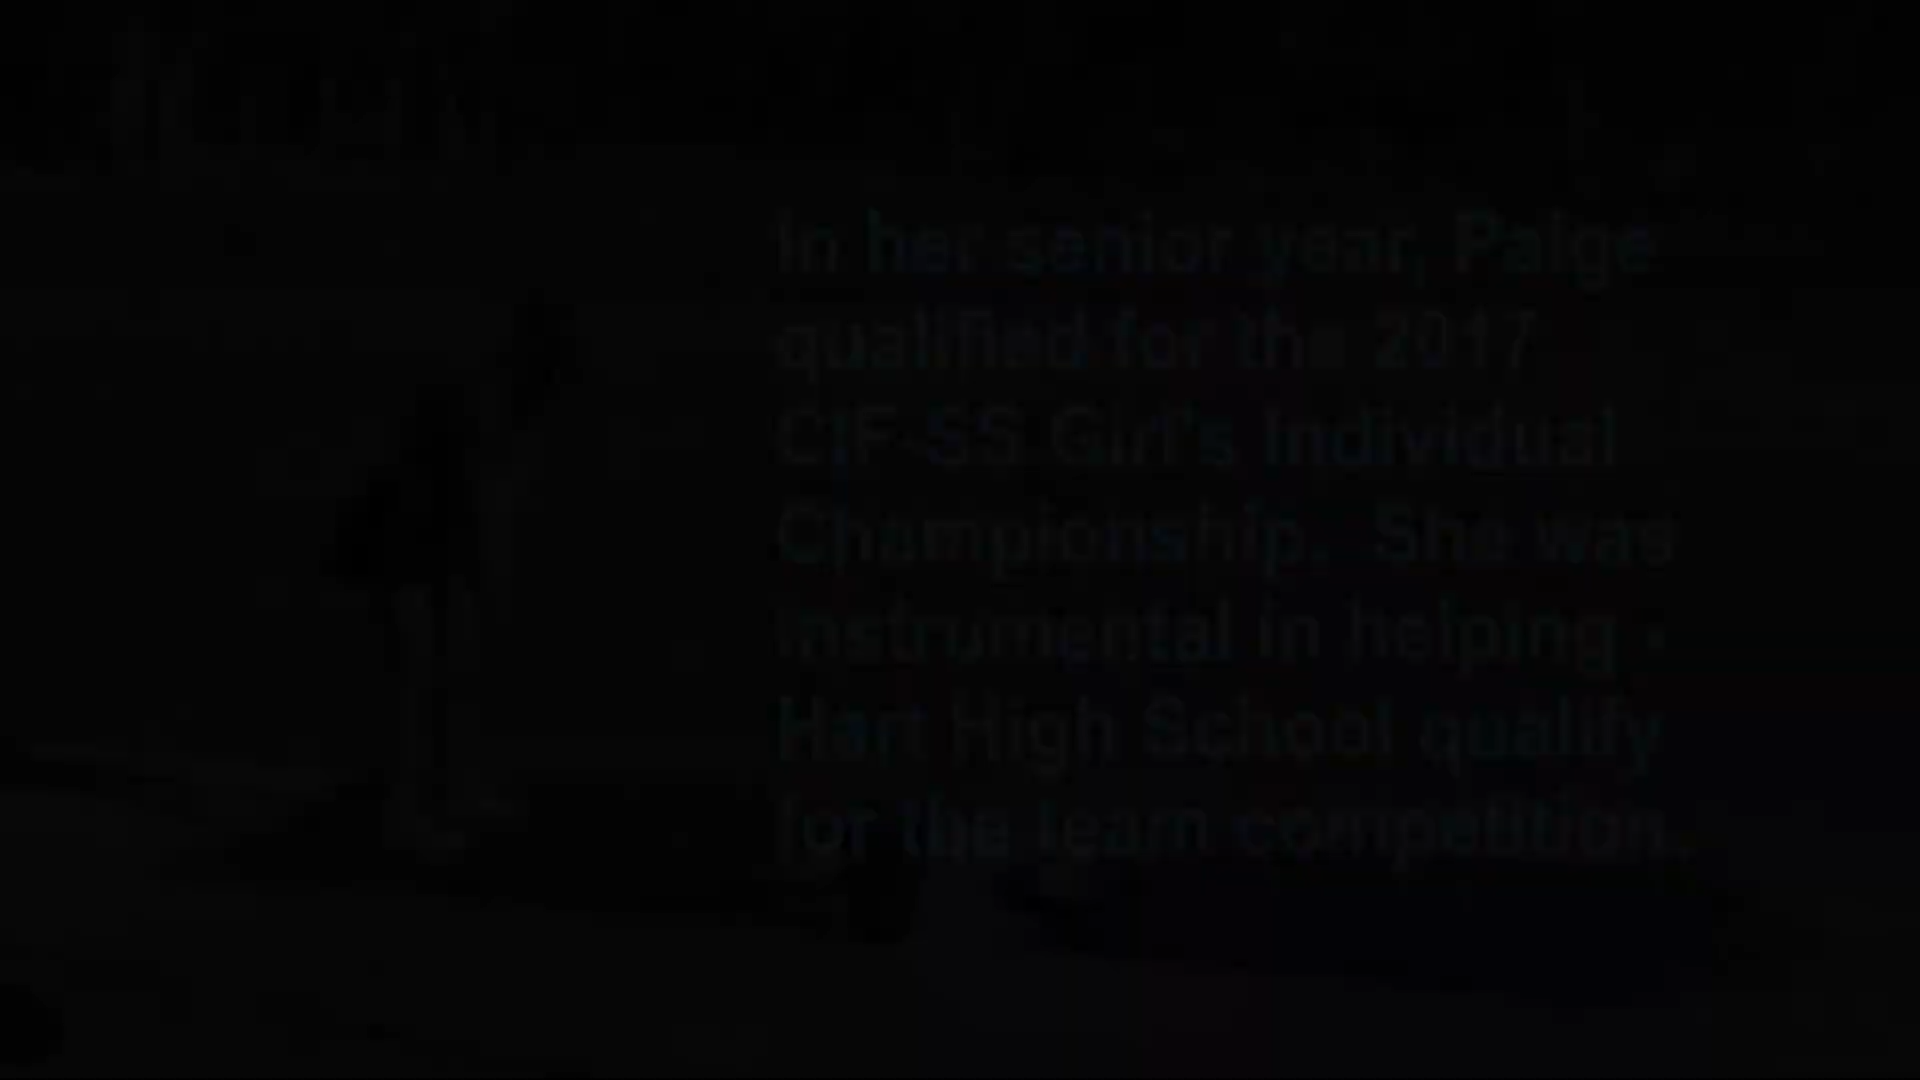 In her senior year, Paige
qualified for the 2017
CIF-SS Girl's Individual
Championship. She was
instrumental in helping
Hart High School qualify
for the team competition.